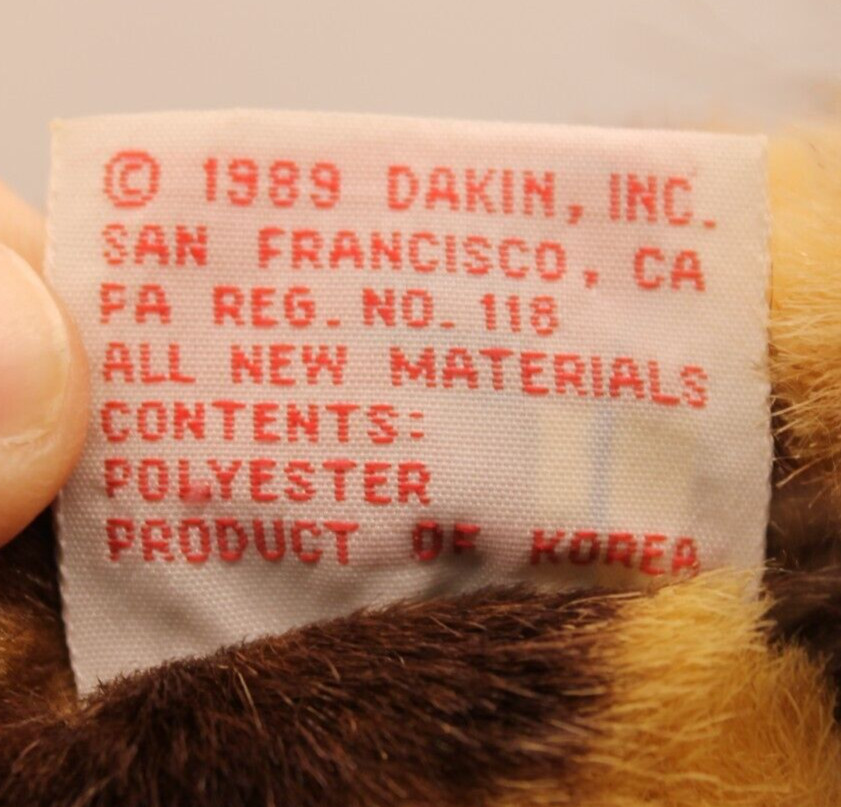 © 1989 DAKIN, INC.
SAN FRANCISCO, CA
PA REG. NO. 118
ALL NEW MATERIALS
CONTENTS:
POLYESTER
PRODUCT OF KOREA